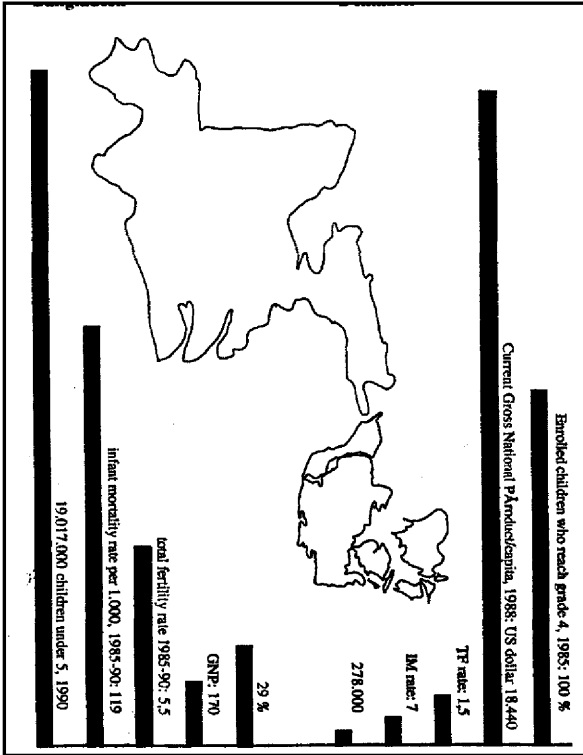 Enrolled children who reach grade 4, 1985: 100 %
Current Gross National PÅrnoduct/capita, 1988: US dollar 18.440
TF rate: 1,5
IM rate: 7
278.000
29 %
GNP: 170
total fertility rate 1985-90: 5,5
infant mortality rate per 1.000, 1985-90: 119
19,017.000 children under 5, 1990